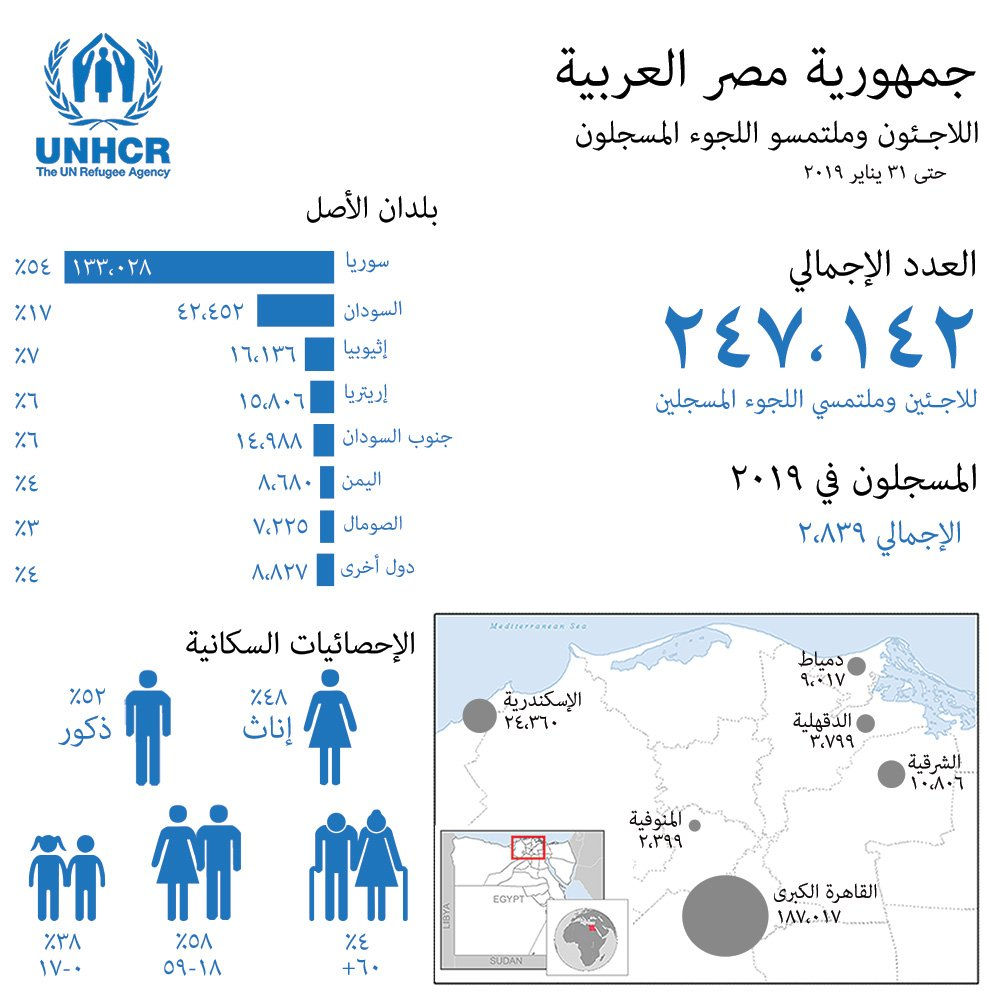 UNHCR
The UN Refugee Agency
جمهورية مصر العربية
اللاجئون وملتمسو اللجوء المسجلون
حتى ٣١ يناير ٢٠١٩
العدد الإجمالي
٢٤٧،١٤٢
للاجئين وملتمسي اللجوء المسجلين
المسجلون في ٢٠١٩
الإجمالي ٢،٨٣٩
بلدان الأصل
سوريا ١٣٣،٠٢٨ ٥٤٪
السودان ٤٢،٤٥٢ ١٧٪
إثيوبيا ١٦،١٣٦ ٧٪
إريتريا ١٥،٨٠٦ ٦٪
جنوب السودان ١٤،٩٨٨ ٦٪
اليمن ٨،٦٨٠ ٤٪
الصومال ٧،٢٢٥ ٣٪
دول أخرى ٨،٨٢٧ ٤٪
الإحصائيات السكانية
٤٨٪
إناث
٥٢٪
ذكور
٤٪
٦٠+
٥٨٪
١٨-٥٩
٣٨٪
٠-١٧
Mediterranean Sea
دمياط
٩،٠١٧
الإسكندرية
٢٤،٣٦٠
الدقهلية
٣،٧٩٩
الشرقية
١٠،٨٠٦
المنوفية
٢،٣٩٩
القاهرة الكبرى
١٨٧،٠١٧
LIBYA
EGYPT
SUDAN